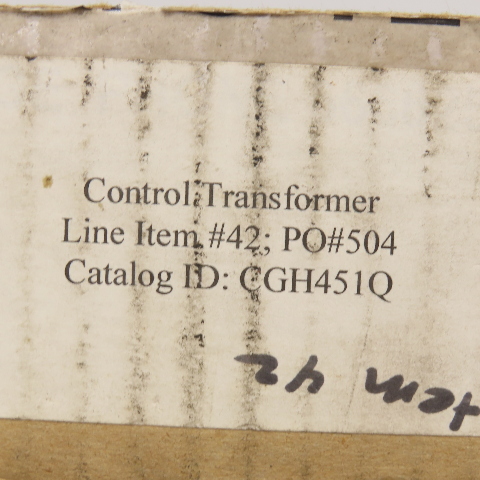 Control Transformer
Line Item #42; PO#504
Catalog ID: CGH451Q
tem 42